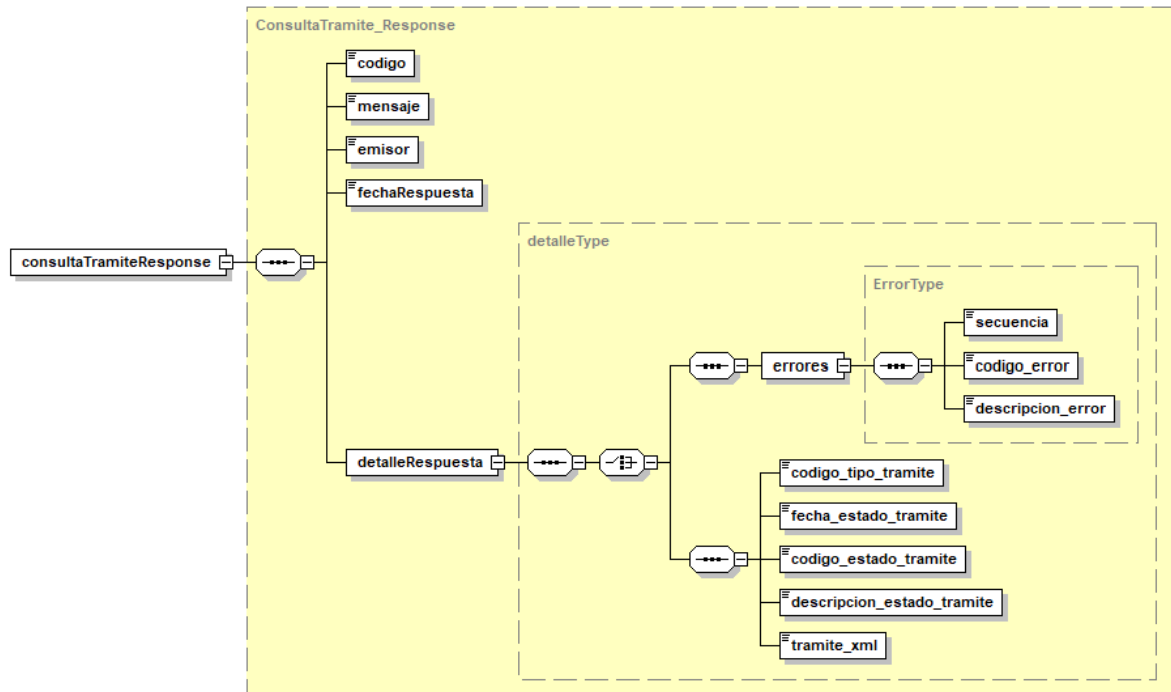 ConsultaTramite_Response
codigo
mensaje
emisor
fechaRespuesta
consultaTramiteResponse
detalleType
ErrorType
secuencia
errores
codigo_error
descripcion_error
detalleRespuesta
codigo_tipo_tramite
fecha_estado_tramite
codigo_estado_tramite
descripcion_estado_tramite
tramite_xml